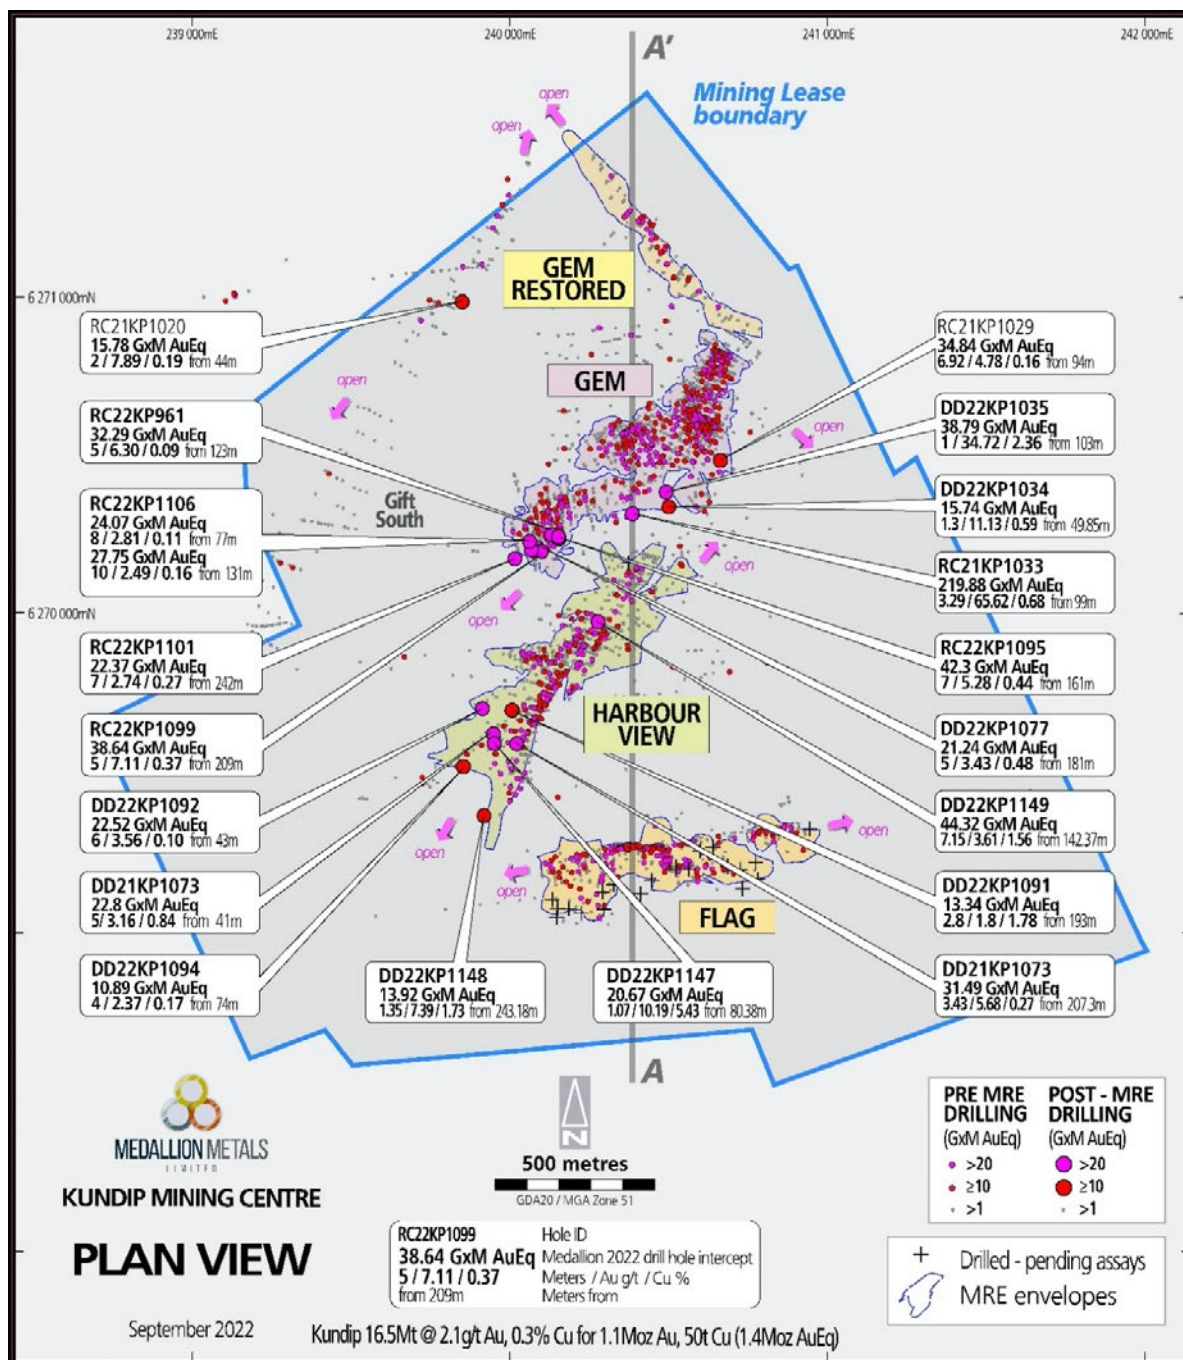 239 000mE
240 000mE
241 000mE
242 000mE
A'
Mining Lease
boundary
open
open
GEM
RESTORED
6 271 000mN
RC21KP1020
15.78 GxM AuEq
2 / 7.89 / 0.19 from 44m
RC21KP1029
34.84 GxM AuEq
6.92 / 4.78 / 0.16 from 94m
GEM
open
open
RC22KP961
32.29 GxM AuEq
5 / 6.30 / 0.09 from 123m
DD22KP1035
38.79 GxM AuEq
1 / 34.72 / 2.36 from 103m
Gift
South
RC22KP1106
24.07 GxM AuEq
8 / 2.81 / 0.11 from 77m
27.75 GxM AuEq
10 / 2.49 / 0.16 from 131m
DD22KP1034
15.74 GxM AuEq
1.3 / 11.13 / 0.59 from 49.85m
open
RC21KP1033
219.88 GxM AuEq
3.29 / 65.62 / 0.68 from 99m
6 270 000mN
open
RC22KP1101
22.37 GxM AuEq
7 / 2.74 / 0.27 from 242m
RC22KP1095
42.3 GxM AuEq
7 / 5.28 / 0.44 from 161m
HARBOUR
VIEW
RC22KP1099
38.64 GxM AuEq
5 / 7.11 / 0.37 from 209m
DD22KP1077
21.24 GxM AuEq
5 / 3.43 / 0.48 from 181m
DD22KP1092
22.52 GxM AuEq
6 / 3.56 / 0.10 from 43m
DD22KP1149
44.32 GxM AuEq
7.15 / 3.61 / 1.56 from 142.37m
open
open
open
DD21KP1073
22.8 GxM AuEq
5 / 3.16 / 0.84 from 41m
DD22KP1091
13.34 GxM AuEq
2.8 / 1.8 / 1.78 from 193m
FLAG
DD22KP1094
10.89 GxM AuEq
4 / 2.37 / 0.17 from 74m
DD22KP1148
13.92 GxM AuEq
1.35 / 7.39 / 1.73 from 243.18m
DD22KP1147
20.67 GxM AuEq
1.07 / 10.19 / 5.43 from 80.38m
DD21KP1073
31.49 GxM AuEq
3.43 / 5.68 / 0.27 from 207.3m
A
MEDALLION METALS
LIMITED
KUNDIP MINING CENTRE
PLAN VIEW
September 2022
N
500 metres
GDA20 / MGA Zone 51
RC22KP1099 Hole ID
38.64 GxM AuEq Medallion 2022 drill hole intercept
5 / 7.11 / 0.37 Meters / Au g/t / Cu %
from 209m Meters from
Kundip 16.5Mt @ 2.1g/t Au, 0.3% Cu for 1.1Moz Au, 50t Cu (1.4Moz AuEq)
PRE MRE
DRILLING
(GxM AuEq)
>20
≥10
>1
POST - MRE
DRILLING
(GxM AuEq)
>20
≥10
>1
Drilled - pending assays
MRE envelopes